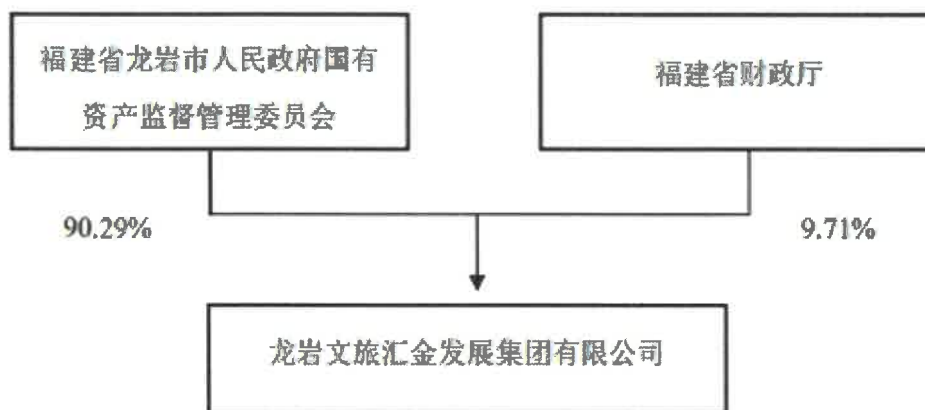 福建省龙岩市人民政府国有
资产监督管理委员会
福建省财政厅
90.29%
9.71%
龙岩文旅汇金发展集团有限公司